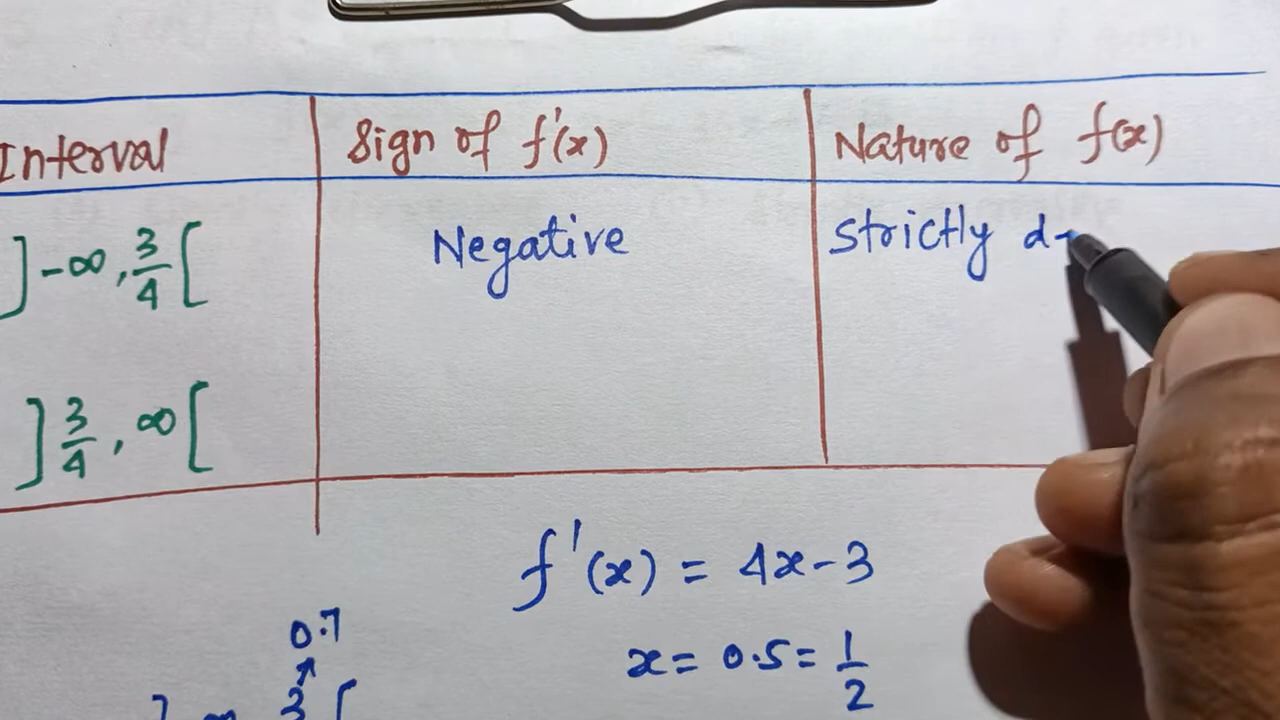 Interval Sign of f'(x) Nature of f(x)
]-∞, 3/4[ Negative Strictly d
]3/4, ∞[
f'(x) = 4x-3
0.7
x = 0.5 = 1/2